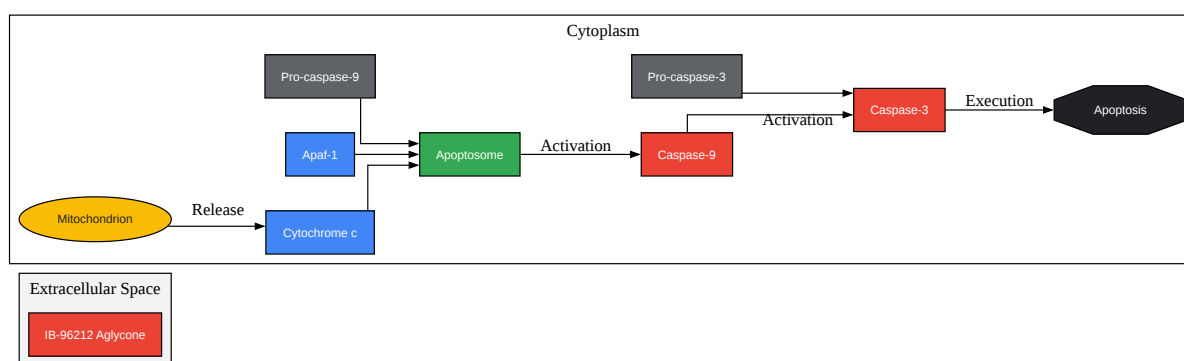 Cytoplasm
Pro-caspase-9
Pro-caspase-3
Caspase-3
Execution
Apoptosis
Activation
Apaf-1
Apoptosome
Activation
Caspase-9
Mitochondrion
Release
Cytochrome c
Extracellular Space
IB-96212 Aglycone